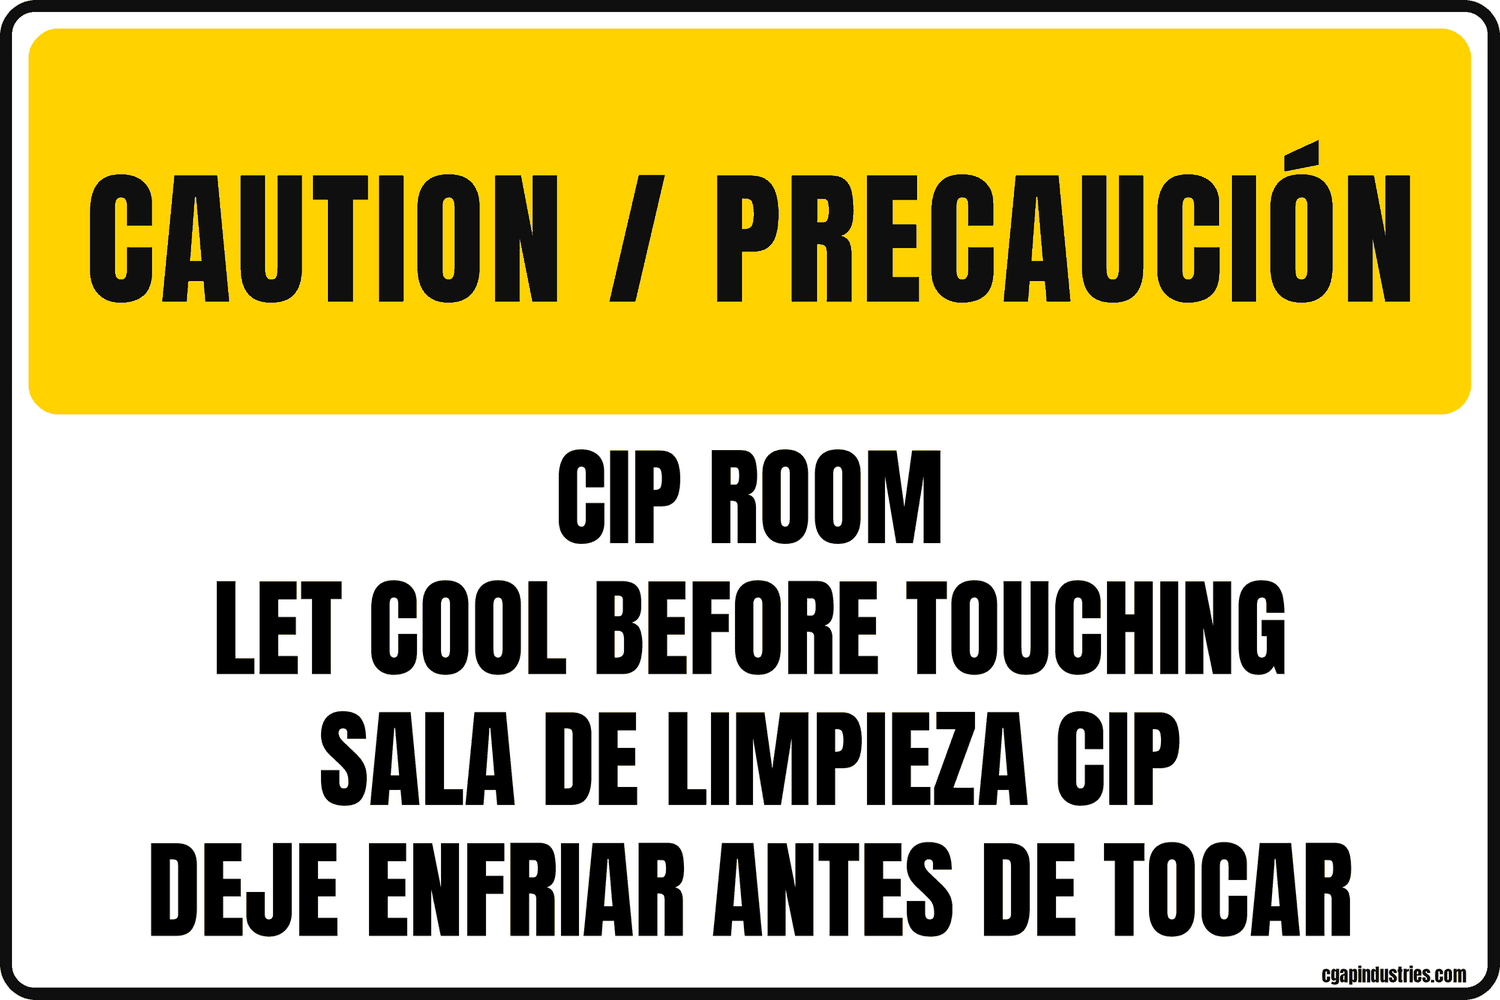 CAUTION / PRECAUCIÓN
CIP ROOM
LET COOL BEFORE TOUCHING
SALA DE LIMPIEZA CIP
DEJE ENFRIAR ANTES DE TOCAR
cgapindustries.com